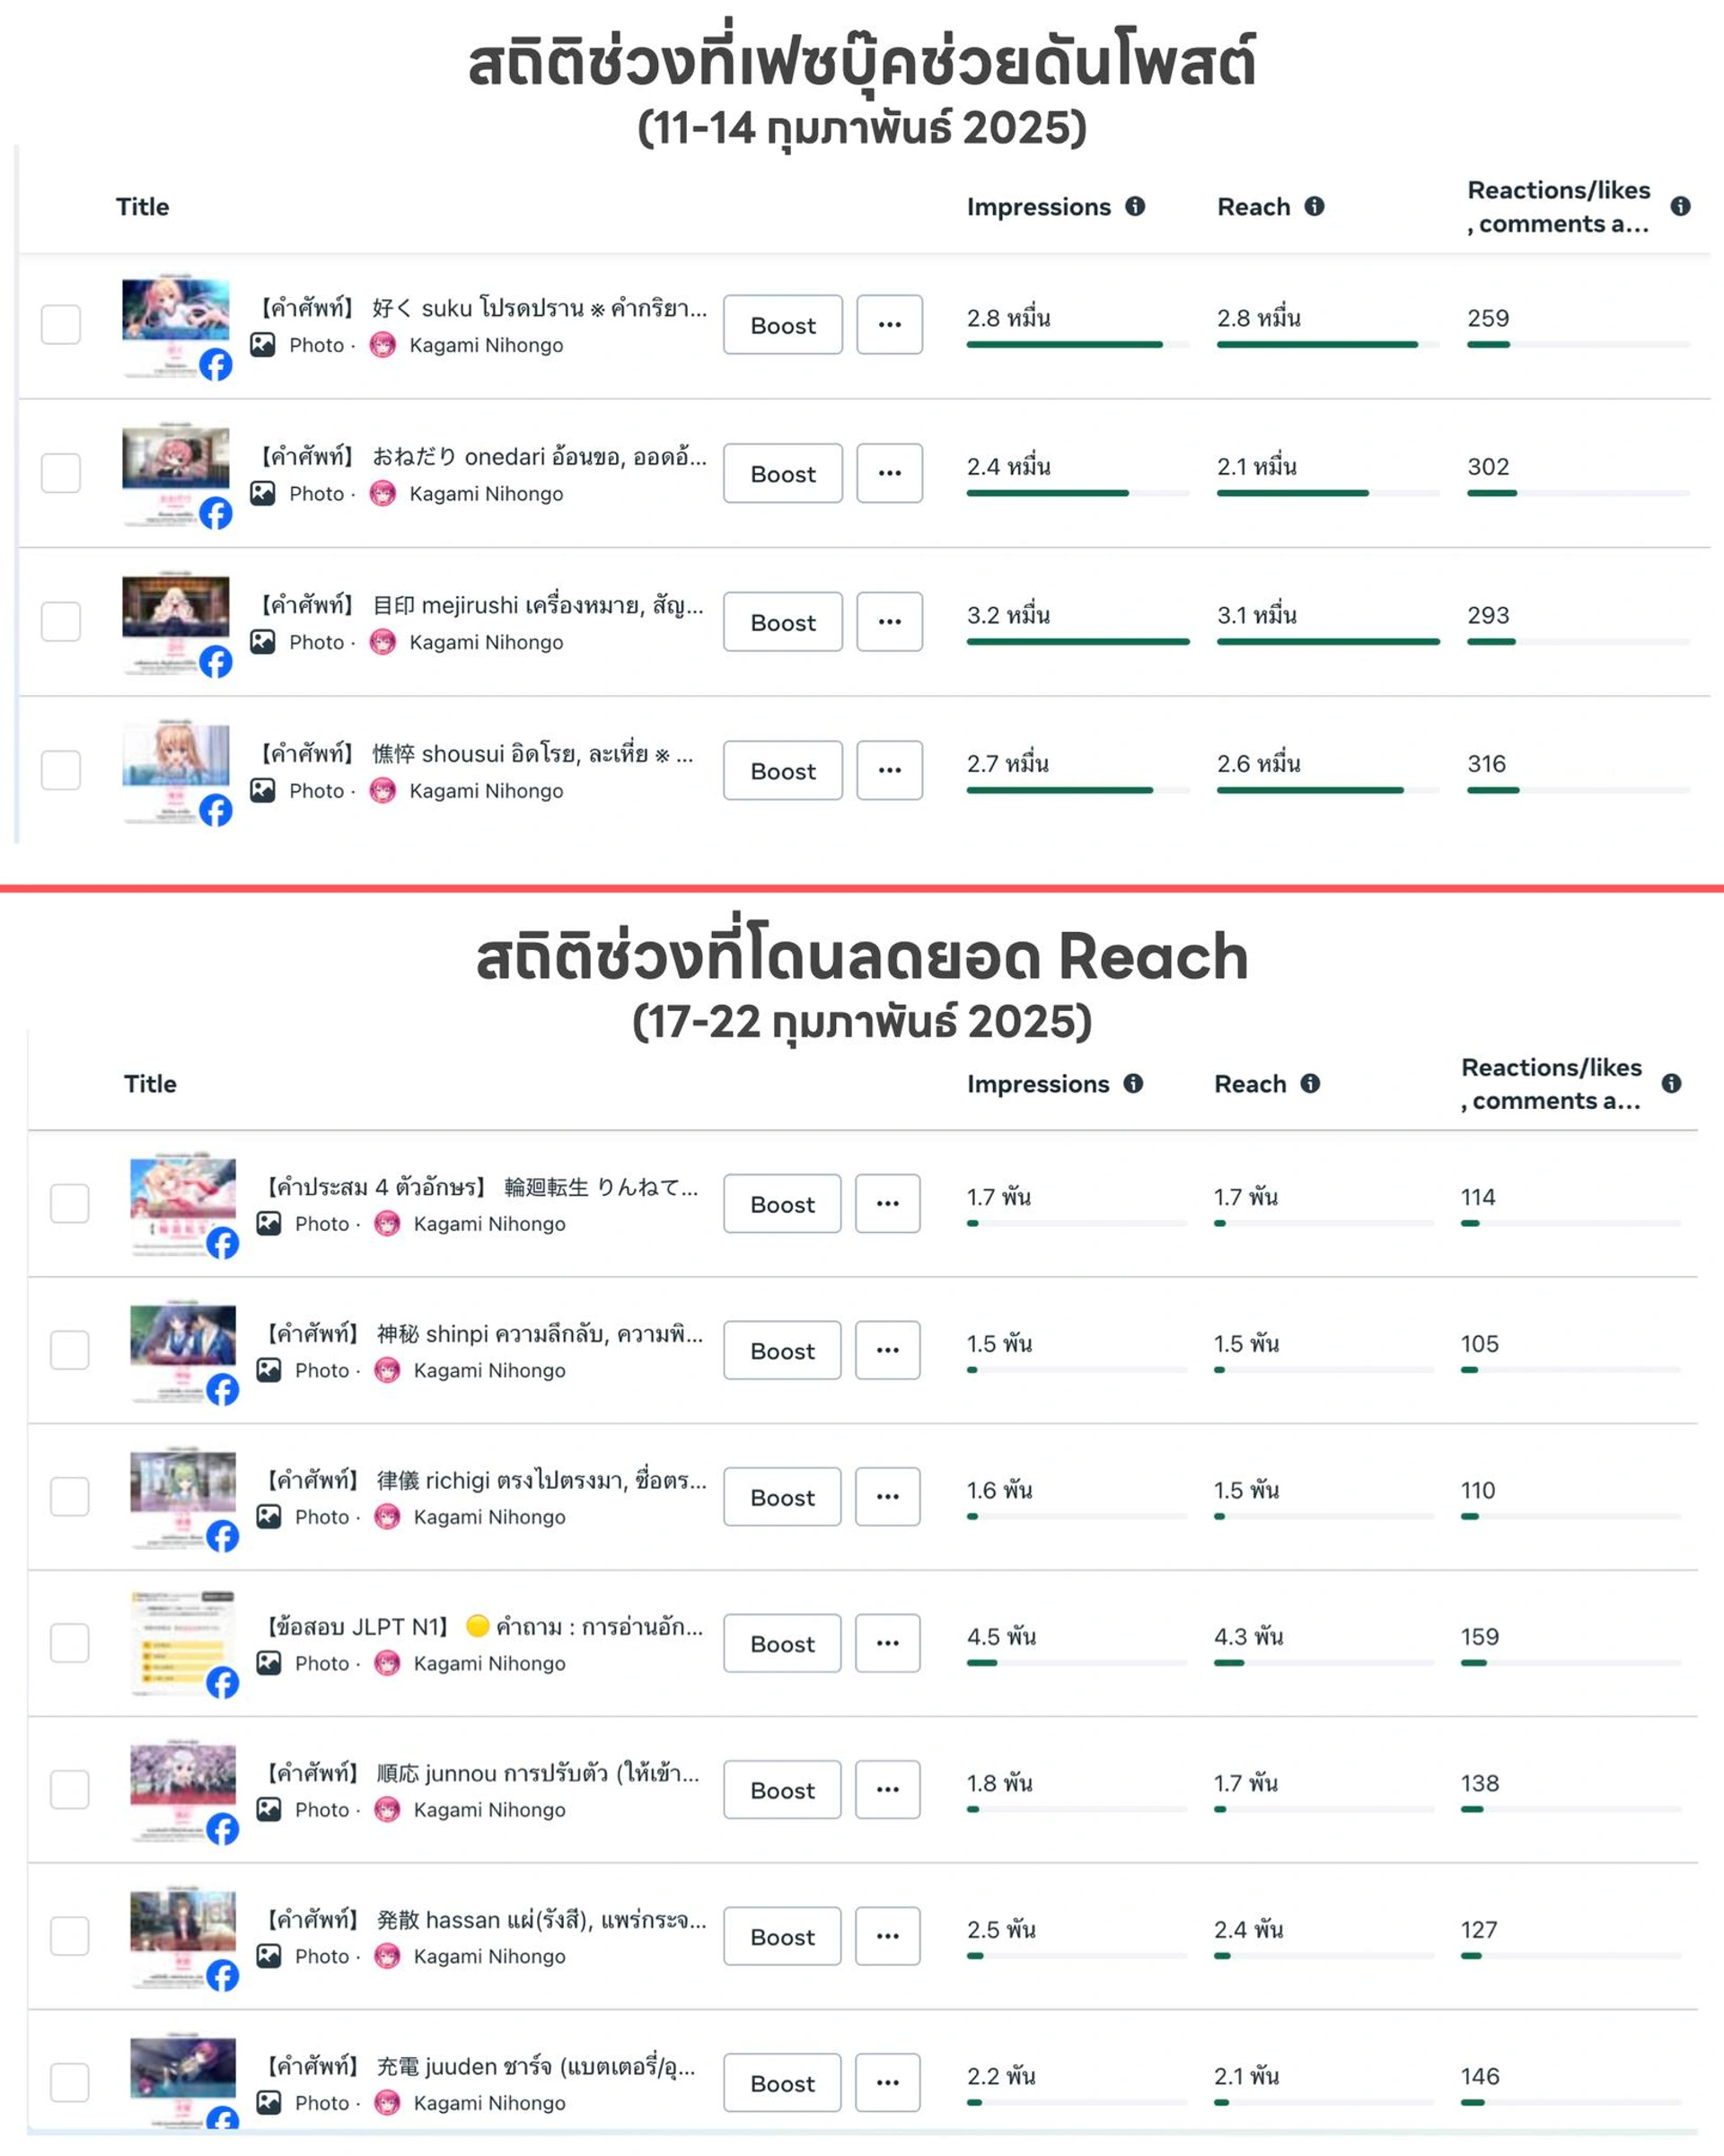 สถิติช่วงที่เฟซบุ๊คช่วยดันโพสต์
(11-14 กุมภาพันธ์ 2025)
Title Impressions Reach Reactions/likes
, comments a...
【คำศัพท์】 好く suku โปรดปราน ※ คำกริยา... Boost ... 2.8 หมื่น 2.8 หมื่น 259
Photo · Kagami Nihongo
【คำศัพท์】 おねだり onedari อ้อนขอ, ออดอ้... Boost ... 2.4 หมื่น 2.1 หมื่น 302
Photo · Kagami Nihongo
【คำศัพท์】 目印 mejirushi เครื่องหมาย, สัญ... Boost ... 3.2 หมื่น 3.1 หมื่น 293
Photo · Kagami Nihongo
【คำศัพท์】 憔悴 shousui อิดโรย, ละเหี่ย ※ ... Boost ... 2.7 หมื่น 2.6 หมื่น 316
Photo · Kagami Nihongo
สถิติช่วงที่โดนลดยอด Reach
(17-22 กุมภาพันธ์ 2025)
Title Impressions Reach Reactions/likes
, comments a...
【คำประสม 4 ตัวอักษร】 輪廻転生 りんねて... Boost ... 1.7 พัน 1.7 พัน 114
Photo · Kagami Nihongo
【คำศัพท์】 神秘 shinpi ความลึกลับ, ความพิ... Boost ... 1.5 พัน 1.5 พัน 105
Photo · Kagami Nihongo
【คำศัพท์】 律儀 richigi ตรงไปตรงมา, ซื่อตร... Boost ... 1.6 พัน 1.5 พัน 110
Photo · Kagami Nihongo
【ข้อสอบ JLPT N1】 🟡 คำถาม : การอ่านอัก... Boost ... 4.5 พัน 4.3 พัน 159
Photo · Kagami Nihongo
【คำศัพท์】 順応 junnou การปรับตัว (ให้เข้า... Boost ... 1.8 พัน 1.7 พัน 138
Photo · Kagami Nihongo
【คำศัพท์】 発散 hassan แผ่(รังสี), แพร่กระจ... Boost ... 2.5 พัน 2.4 พัน 127
Photo · Kagami Nihongo
【คำศัพท์】 充電 juuden ชาร์จ (แบตเตอรี่/อุ... Boost ... 2.2 พัน 2.1 พัน 146
Photo · Kagami Nihongo